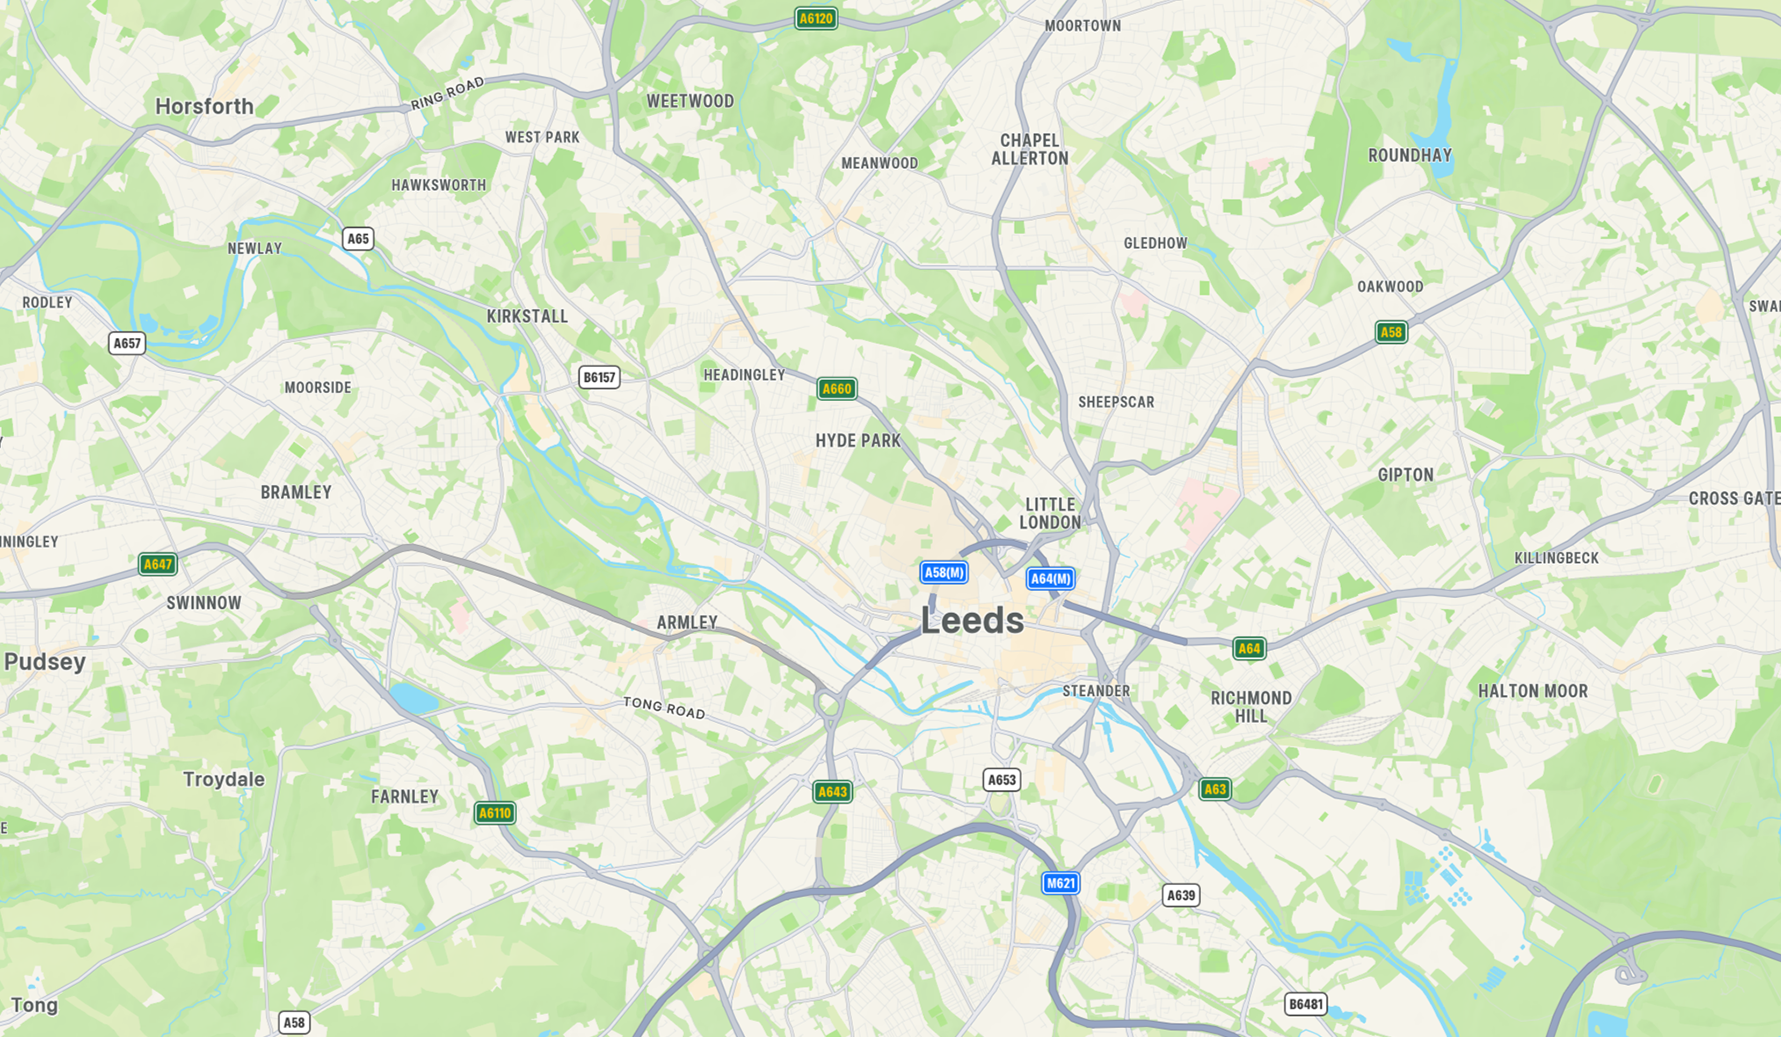 A6120
MOORTOWN
RING ROAD
Horsforth
WEETWOOD
WEST PARK
CHAPEL
ALLERTON
MEANWOOD
ROUNDHAY
HAWKSWORTH
A65
NEWLAY
GLEDHOW
RODLEY
OAKWOOD
KIRKSTALL
A58
A657
B6157
HEADINGLEY
A660
MOORSIDE
SHEEPSCAR
HYDE PARK
GIPTON
BRAMLEY
LITTLE
LONDON
CROSS GATE
NINGLEY
KILLINGBECK
A647
A58(M)
A64(M)
SWINNOW
ARMLEY
Leeds
A64
Pudsey
STEANDER
HALTON MOOR
RICHMOND
HILL
TONG ROAD
Troydale
A653
FARNLEY
A643
A63
A6110
M621
A639
Tong
B6481
A58
SWA
E
Y